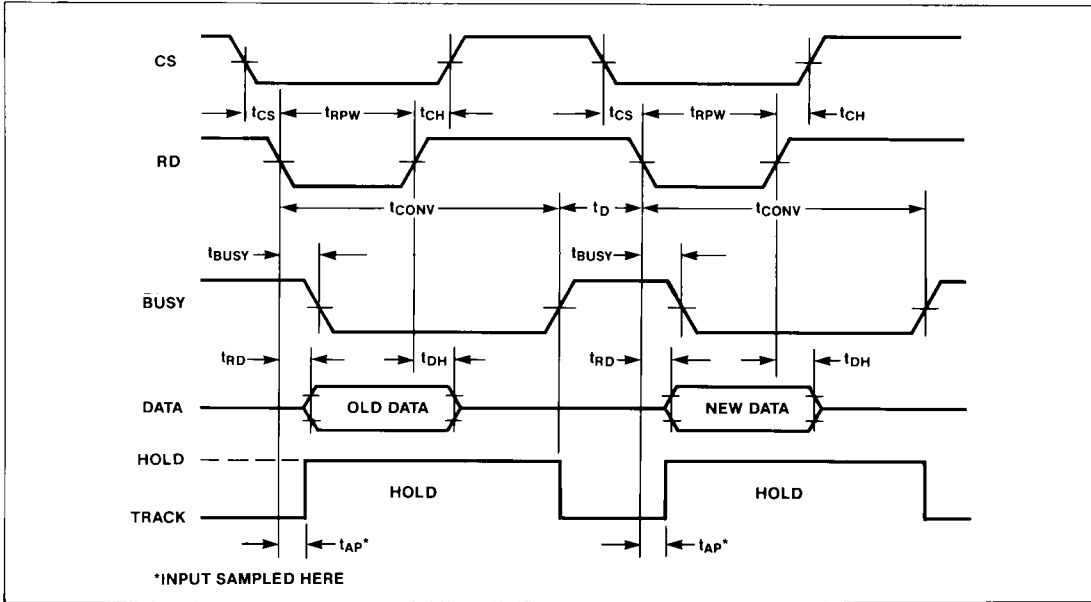 CS
tCS tRPW tCH tCS tRPW tCH
RD
tCONV tD tCONV
tBUSY tBUSY
BUSY
tRD tDH tRD tDH
DATA OLD DATA NEW DATA
HOLD
HOLD HOLD
TRACK
tAP* tAP*
*INPUT SAMPLED HERE